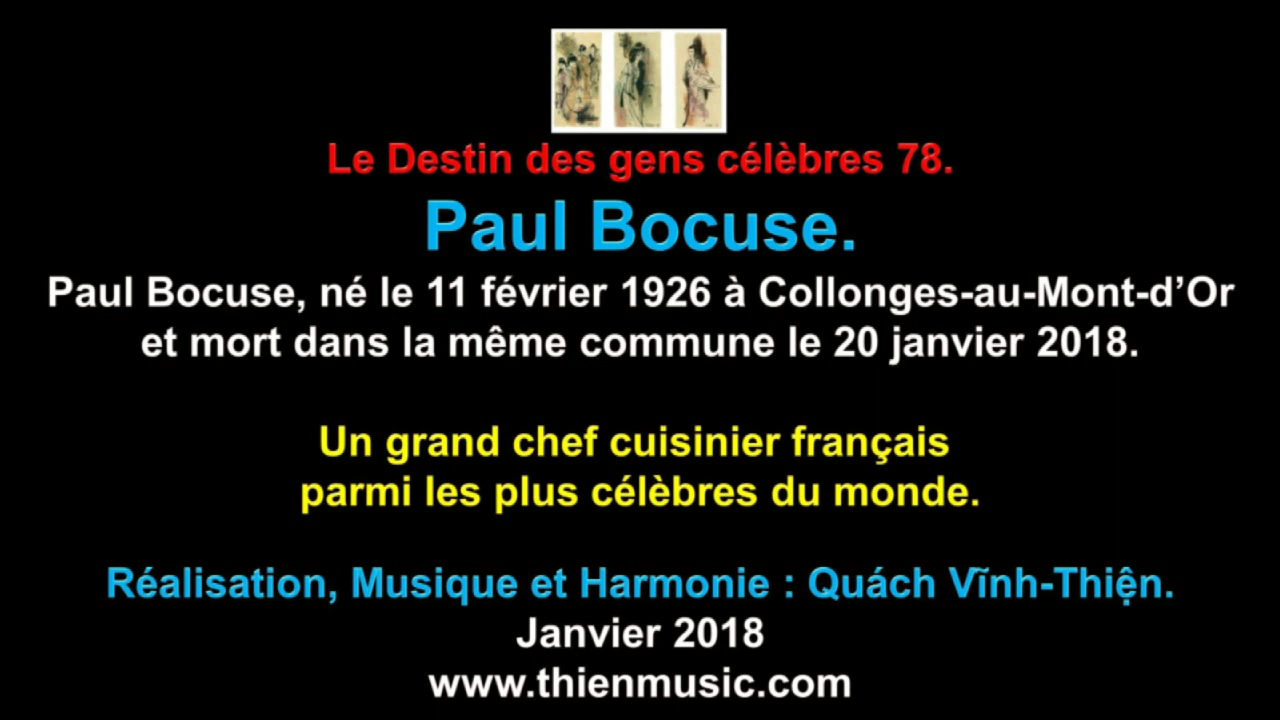 Le Destin des gens célèbres 78.
Paul Bocuse.
Paul Bocuse, né le 11 février 1926 à Collonges-au-Mont-d’Or
et mort dans la même commune le 20 janvier 2018.
Un grand chef cuisinier français
parmi les plus célèbres du monde.
Réalisation, Musique et Harmonie : Quách Vĩnh-Thiện.
Janvier 2018
www.thienmusic.com